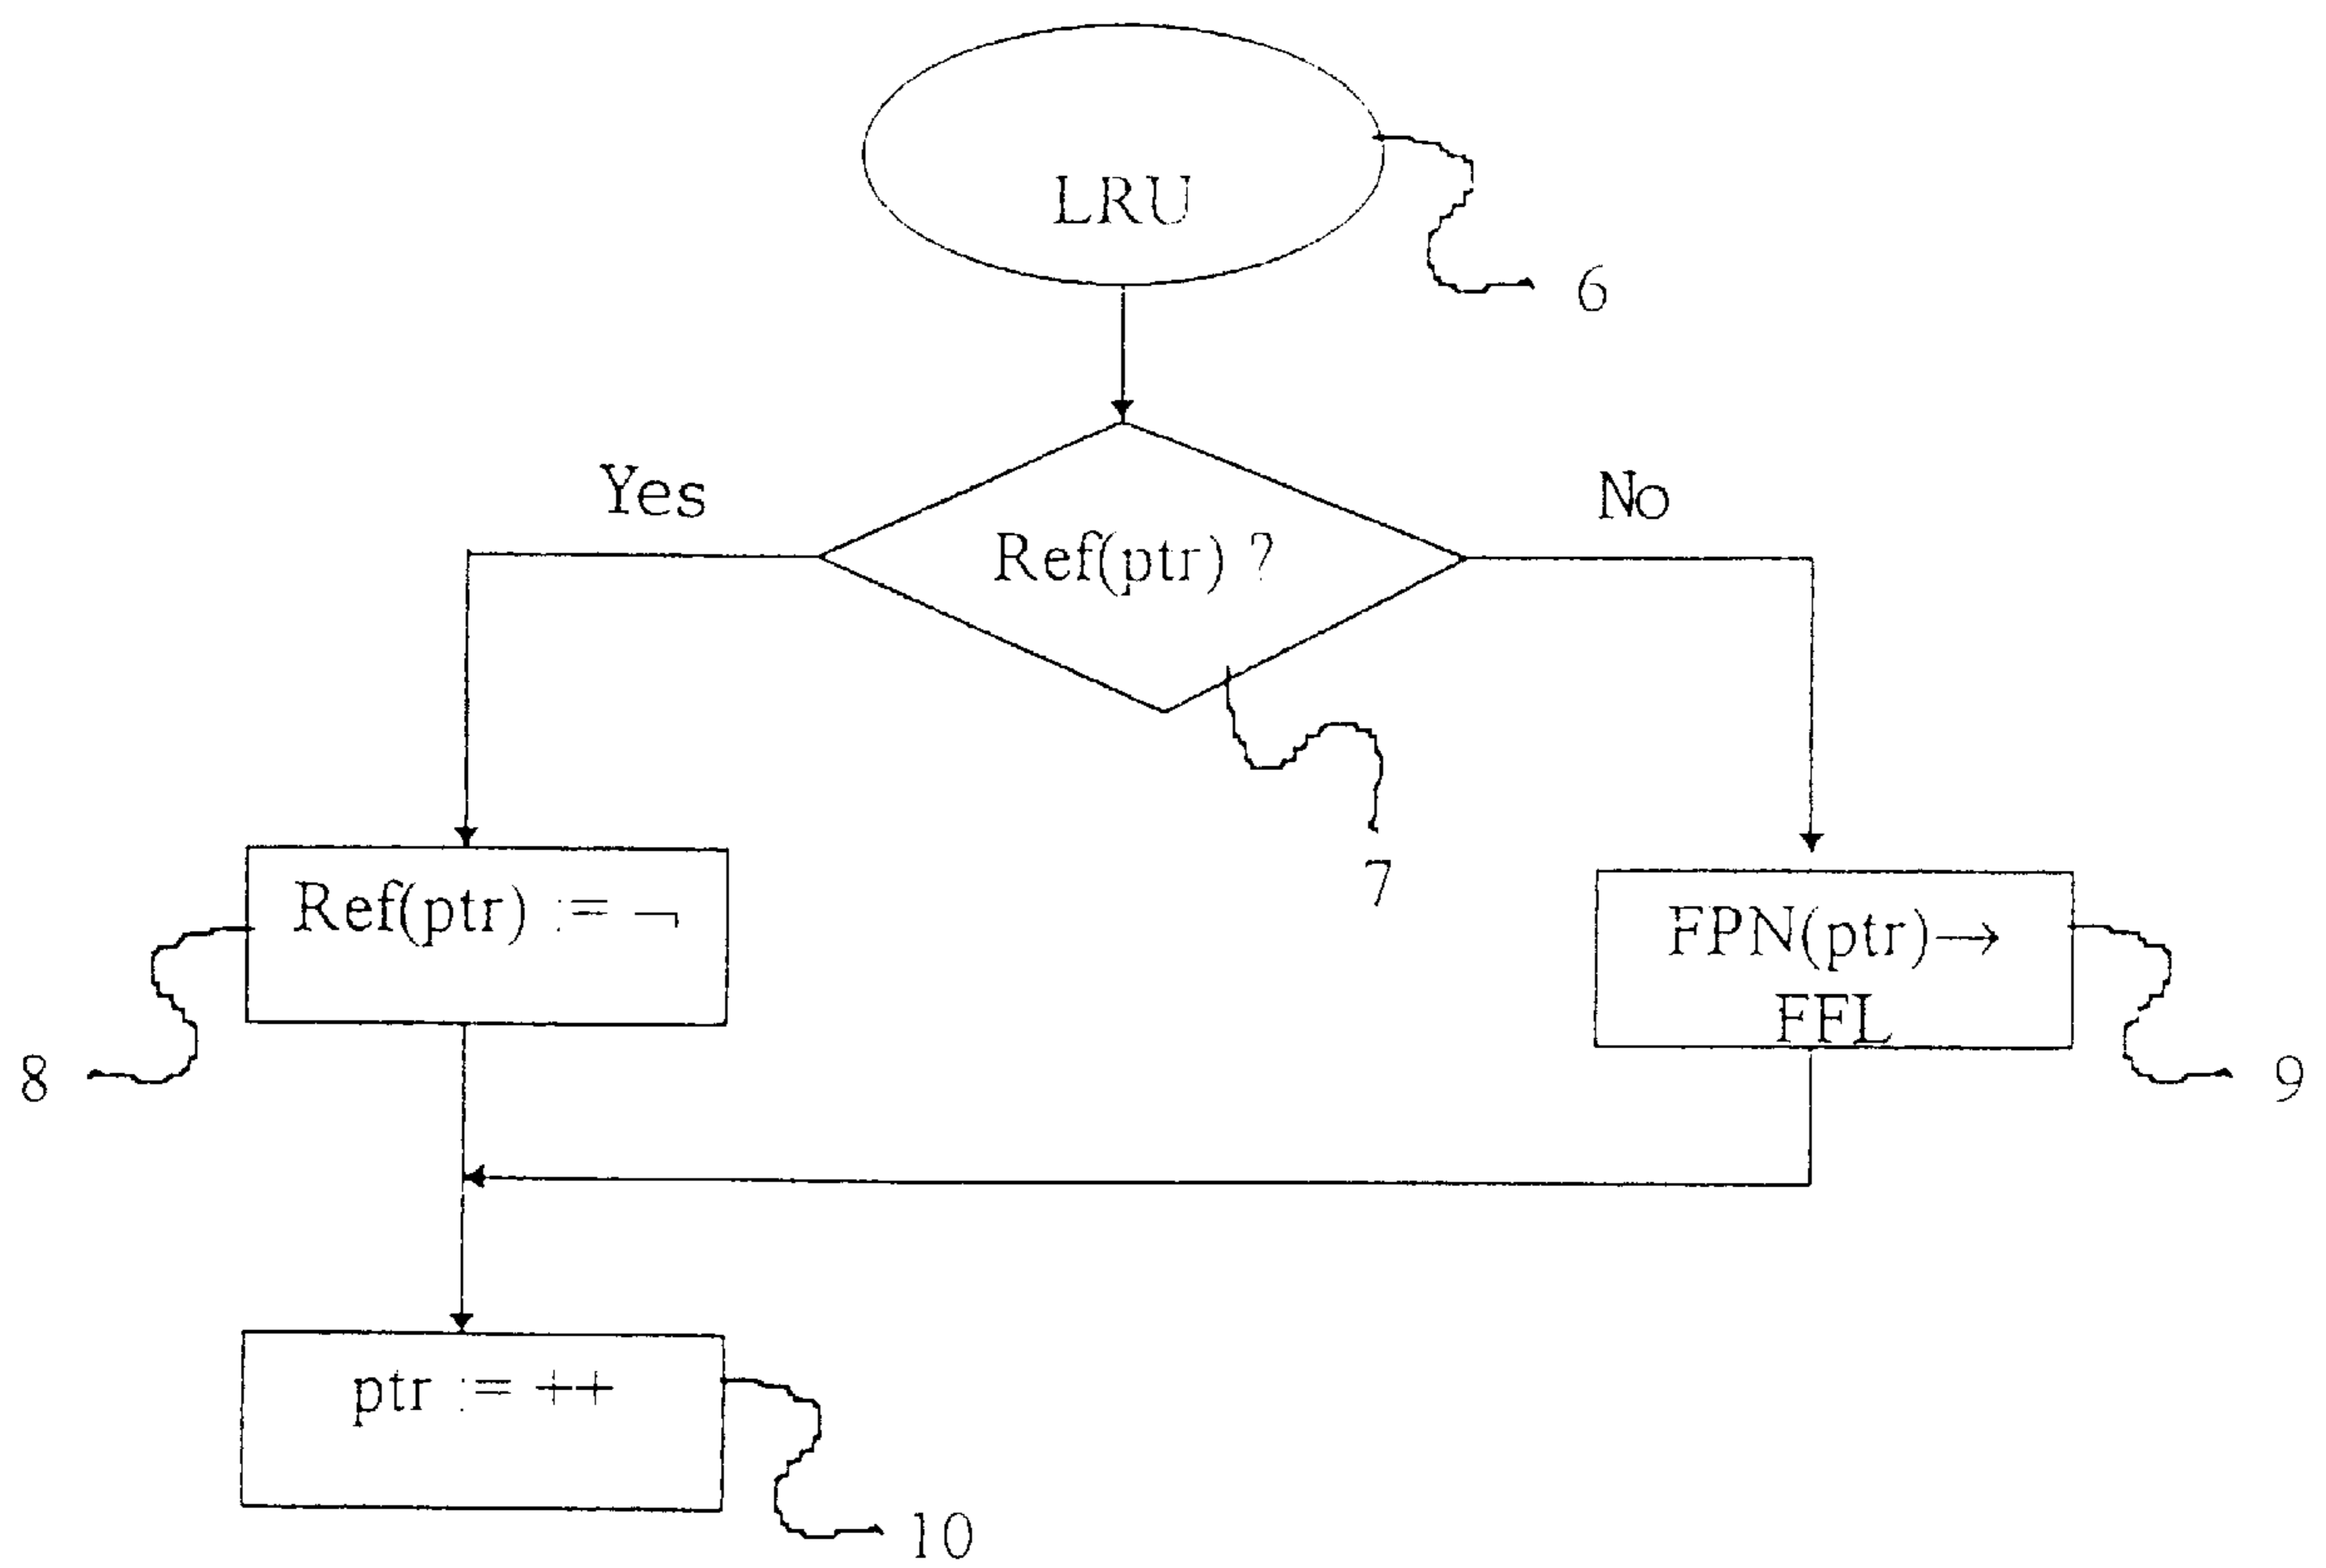 LRU
6
Yes
No
Ref(ptr) ?
7
Ref(ptr) := ¬
FPN(ptr)→
FFL
8
9
ptr := ++
10